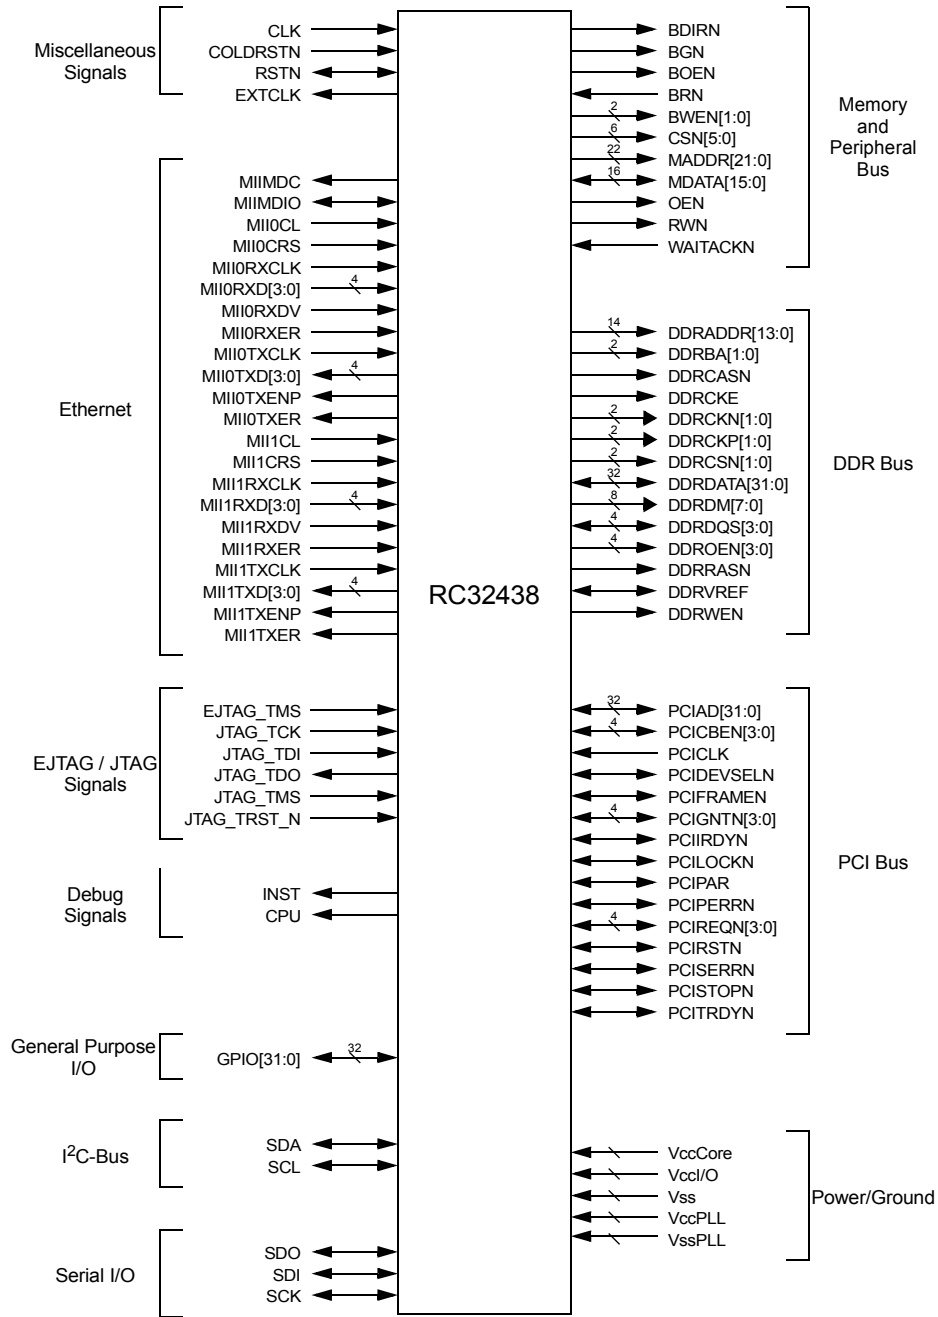 Miscellaneous
Signals
CLK
COLDRSTN
RSTN
EXTCLK
Ethernet
MIIMDC
MIIMDIO
MII0CL
MII0CRS
MII0RXCLK
MII0RXD[3:0] 4
MII0RXDV
MII0RXER
MII0TXCLK
MII0TXD[3:0] 4
MII0TXENP
MII0TXER
MII1CL
MII1CRS
MII1RXCLK
MII1RXD[3:0] 4
MII1RXDV
MII1RXER
MII1TXCLK
MII1TXD[3:0] 4
MII1TXENP
MII1TXER
EJTAG / JTAG
Signals
EJTAG_TMS
JTAG_TCK
JTAG_TDI
JTAG_TDO
JTAG_TMS
JTAG_TRST_N
Debug
Signals
INST
CPU
General Purpose
I/O
GPIO[31:0] 32
I2C-Bus
SDA
SCL
Serial I/O
SDO
SDI
SCK
RC32438
BDIRN
BGN
BOEN
BRN
2 BWEN[1:0]
6 CSN[5:0]
22 MADDR[21:0]
16 MDATA[15:0]
OEN
RWN
WAITACKN
Memory
and
Peripheral
Bus
14 DDRADDR[13:0]
2 DDRBA[1:0]
DDRCASN
DDRCKE
2 DDRCKN[1:0]
2 DDRCKP[1:0]
2 DDRCSN[1:0]
32 DDRDATA[31:0]
8 DDRDM[7:0]
4 DDRDQS[3:0]
4 DDROEN[3:0]
DDRRASN
DDRVREF
DDRWEN
DDR Bus
32 PCIAD[31:0]
4 PCICBEN[3:0]
PCICLK
PCIDEVSELN
PCIFRAMEN
4 PCIGNTN[3:0]
PCIIRDYN
PCILOCKN
PCIPAR
PCIPERRN
4 PCIREQN[3:0]
PCIRSTN
PCISERRN
PCISTOPN
PCITRDYN
PCI Bus
VccCore
VccI/O
Vss
VccPLL
VssPLL
Power/Ground